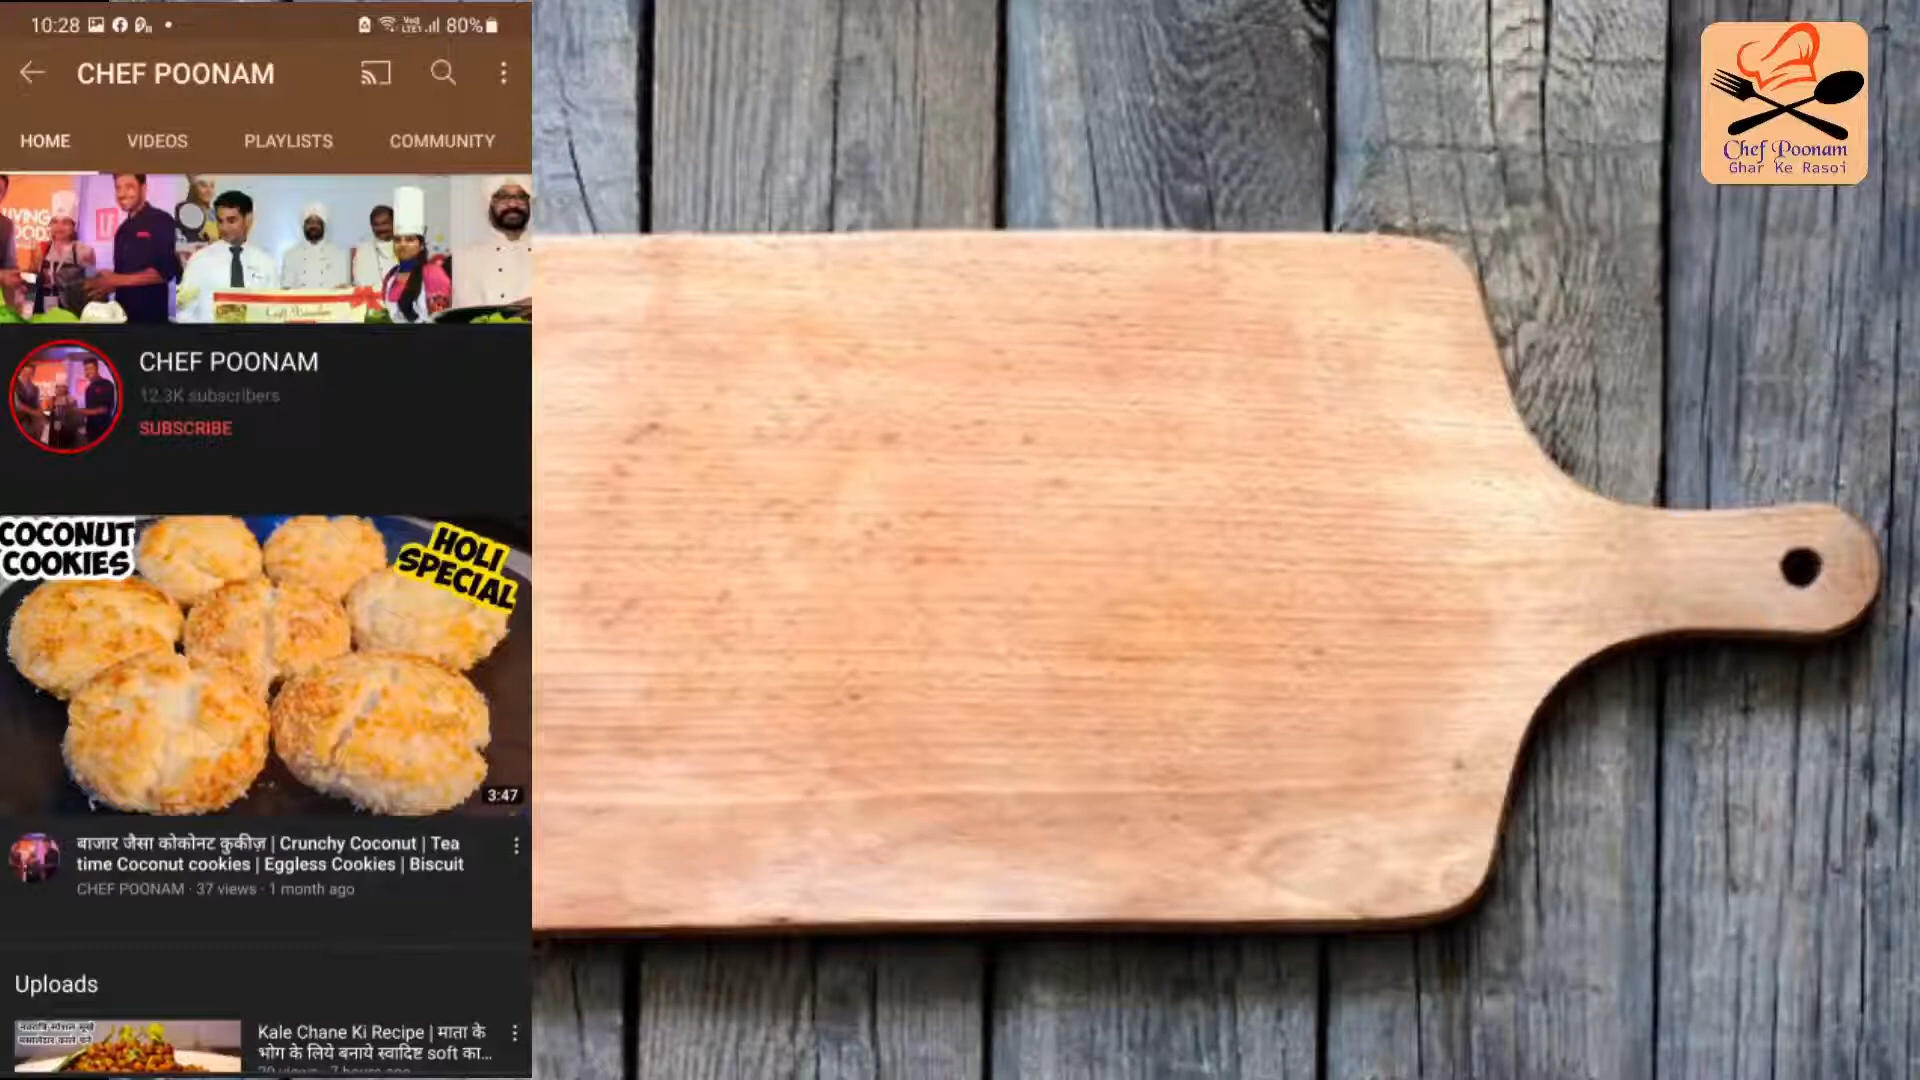 10:28
80%
CHEF POONAM
HOME VIDEOS PLAYLISTS COMMUNITY
LIVING
FOODZ
CHEF POONAM
12.3K subscribers
SUBSCRIBE
COCONUT
COOKIES
HOLI
SPECIAL
3:47
बाजार जैसा कोकोनट कुकीज़ | Crunchy Coconut | Tea
time Coconut cookies | Eggless Cookies | Biscuit
CHEF POONAM · 37 views · 1 month ago
Uploads
Kale Chane Ki Recipe | माता के
भोग के लिये बनाये स्वादिष्ट soft का...
Chef Poonam
Ghar Ke Rasoi